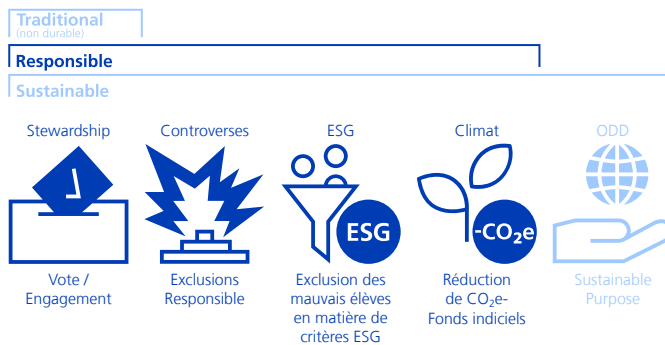 Traditional
(non durable)
Responsible
Sustainable
Stewardship
Controverses
ESG
Climat
ODD
ESG
-CO₂e
Vote /
Engagement
Exclusions
Responsible
Exclusion des
mauvais élèves
en matière de
critères ESG
Réduction
de CO₂e-
Fonds indiciels
Sustainable
Purpose